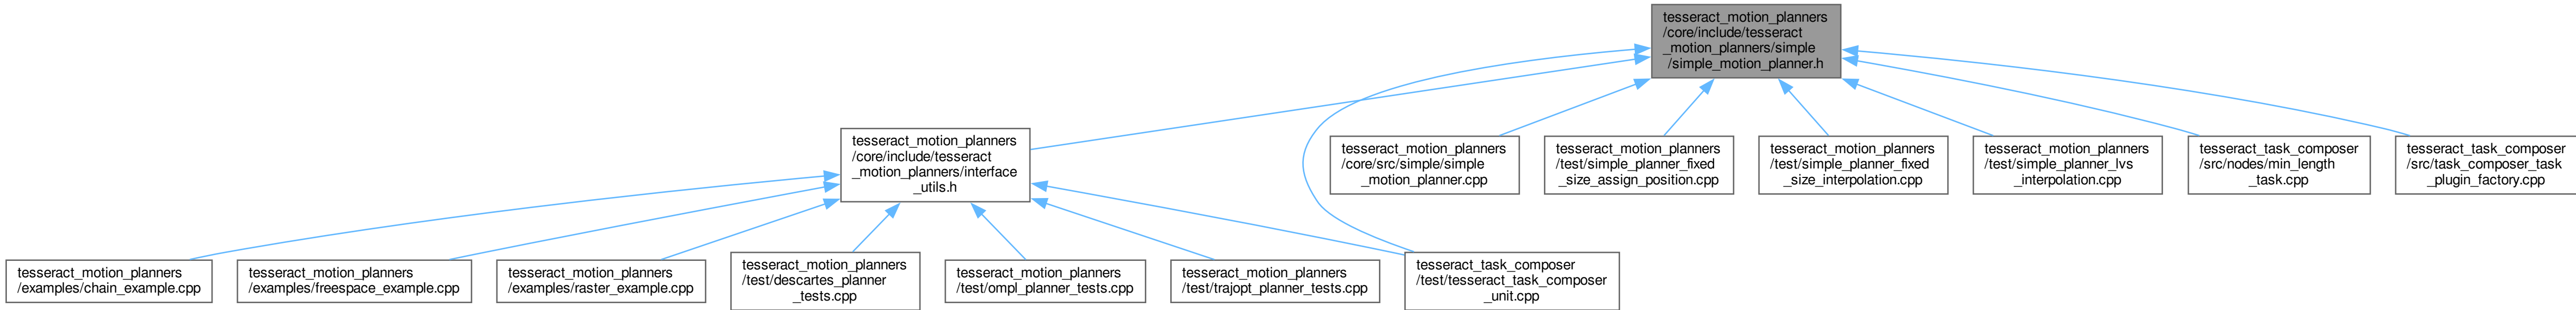 tesseract_motion_planners
/core/include/tesseract
_motion_planners/simple
/simple_motion_planner.h
tesseract_motion_planners
/core/include/tesseract
_motion_planners/interface
_utils.h
tesseract_motion_planners
/core/src/simple/simple
_motion_planner.cpp
tesseract_motion_planners
/test/simple_planner_fixed
_size_assign_position.cpp
tesseract_motion_planners
/test/simple_planner_fixed
_size_interpolation.cpp
tesseract_motion_planners
/test/simple_planner_lvs
_interpolation.cpp
tesseract_task_composer
/src/nodes/min_length
_task.cpp
tesseract_task_composer
/src/task_composer_task
_plugin_factory.cpp
tesseract_motion_planners
/examples/chain_example.cpp
tesseract_motion_planners
/examples/freespace_example.cpp
tesseract_motion_planners
/examples/raster_example.cpp
tesseract_motion_planners
/test/descartes_planner
_tests.cpp
tesseract_motion_planners
/test/ompl_planner_tests.cpp
tesseract_motion_planners
/test/trajopt_planner_tests.cpp
tesseract_task_composer
/test/tesseract_task_composer
_unit.cpp